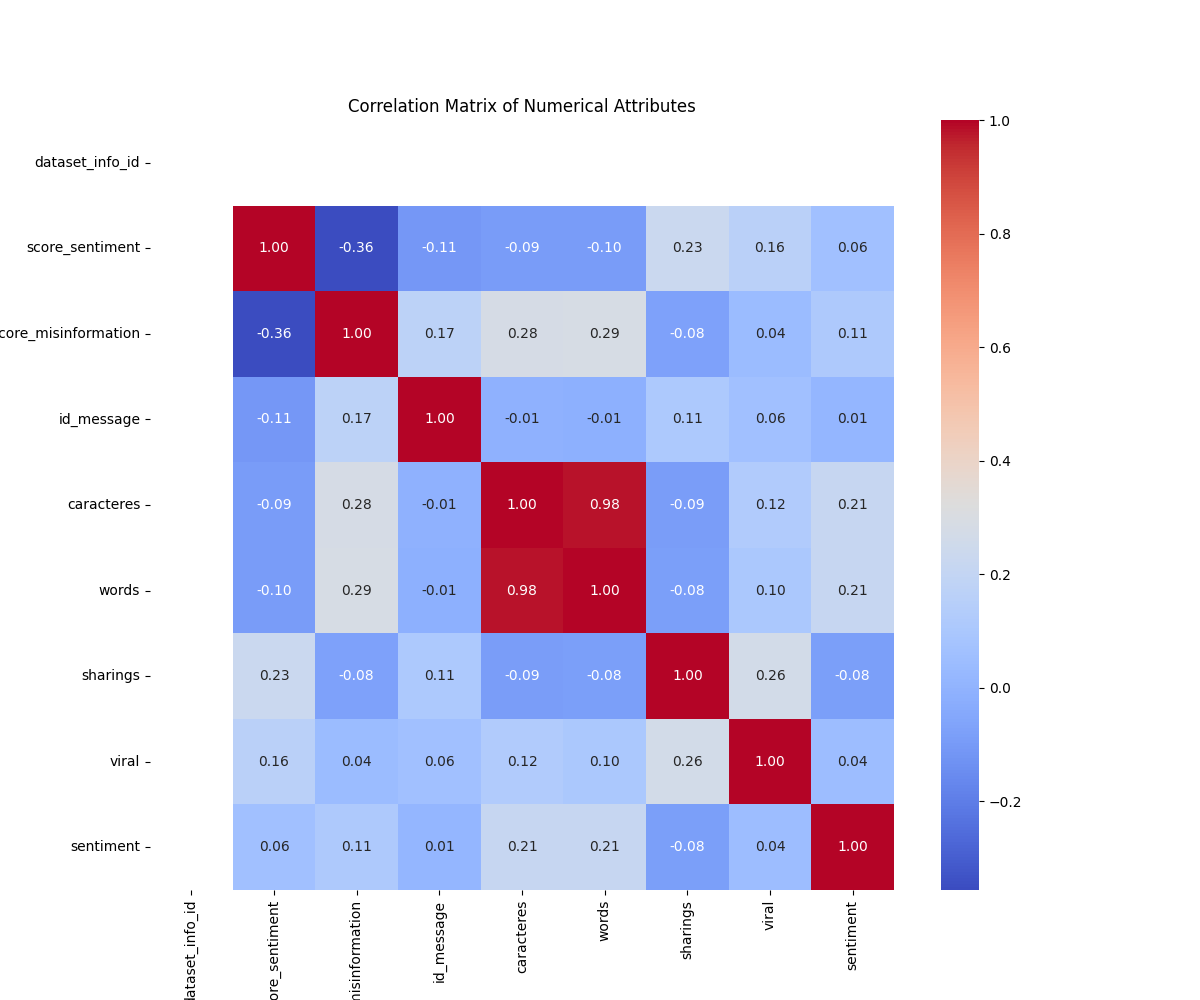 Correlation Matrix of Numerical Attributes
1.0
dataset_info_id
score_sentiment 1.00 -0.36 -0.11 -0.09 -0.10 0.23 0.16 0.06
0.8
core_misinformation -0.36 1.00 0.17 0.28 0.29 -0.08 0.04 0.11
0.6
id_message -0.11 0.17 1.00 -0.01 -0.01 0.11 0.06 0.01
0.4
caracteres -0.09 0.28 -0.01 1.00 0.98 -0.09 0.12 0.21
0.2
words -0.10 0.29 -0.01 0.98 1.00 -0.08 0.10 0.21
sharings 0.23 -0.08 0.11 -0.09 -0.08 1.00 0.26 -0.08
0.0
viral 0.16 0.04 0.06 0.12 0.10 0.26 1.00 0.04
−0.2
sentiment 0.06 0.11 0.01 0.21 0.21 -0.08 0.04 1.00
dataset_info_id
ore_sentiment
misinformation
id_message
caracteres
words
sharings
viral
sentiment